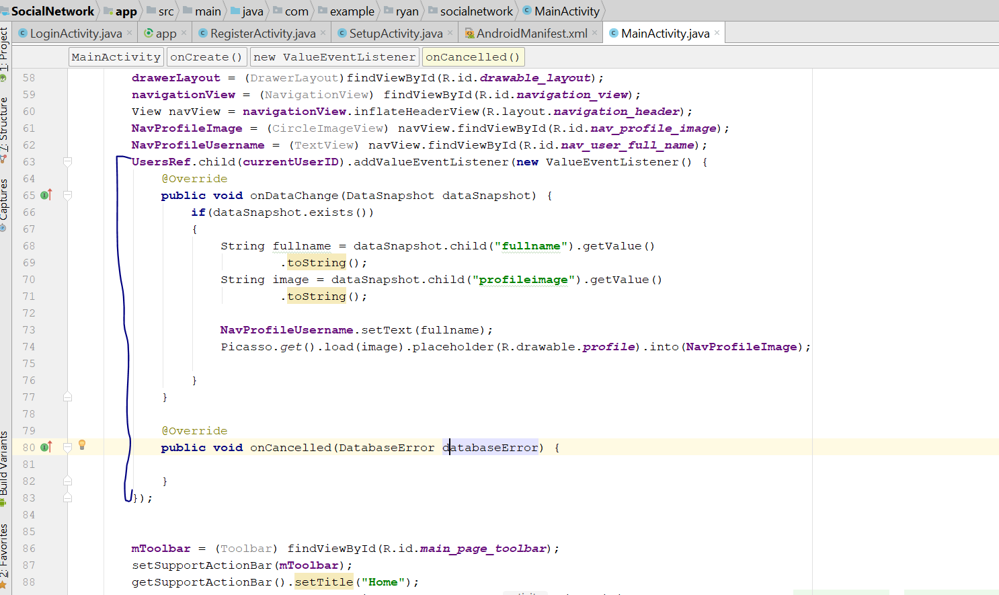 SocialNetwork app src main java com example ryan socialnetwork MainActivity
LoginActivity.java app RegisterActivity.java SetupActivity.java AndroidManifest.xml MainActivity.java
MainActivity onCreate() new ValueEventListener onCancelled()
1: Project
7: Structure
Captures
Build Variants
2: Favorites
58 drawerLayout = (DrawerLayout)findViewById(R.id.drawable_layout);
59 navigationView = (NavigationView) findViewById(R.id.navigation_view);
60 View navView = navigationView.inflateHeaderView(R.layout.navigation_header);
61 NavProfileImage = (CircleImageView) navView.findViewById(R.id.nav_profile_image);
62 NavProfileUsername = (TextView) navView.findViewById(R.id.nav_user_full_name);
63 UsersRef.child(currentUserID).addValueEventListener(new ValueEventListener() {
64 @Override
65 public void onDataChange(DataSnapshot dataSnapshot) {
66 if(dataSnapshot.exists())
67 {
68 String fullname = dataSnapshot.child("fullname").getValue()
69 .toString();
70 String image = dataSnapshot.child("profileimage").getValue()
71 .toString();
72
73 NavProfileUsername.setText(fullname);
74 Picasso.get().load(image).placeholder(R.drawable.profile).into(NavProfileImage);
75
76 }
77 }
78
79 @Override
80 public void onCancelled(DatabaseError databaseError) {
81
82 }
83 });
84
85
86 mToolbar = (Toolbar) findViewById(R.id.main_page_toolbar);
87 setSupportActionBar(mToolbar);
88 getSupportActionBar().setTitle("Home");